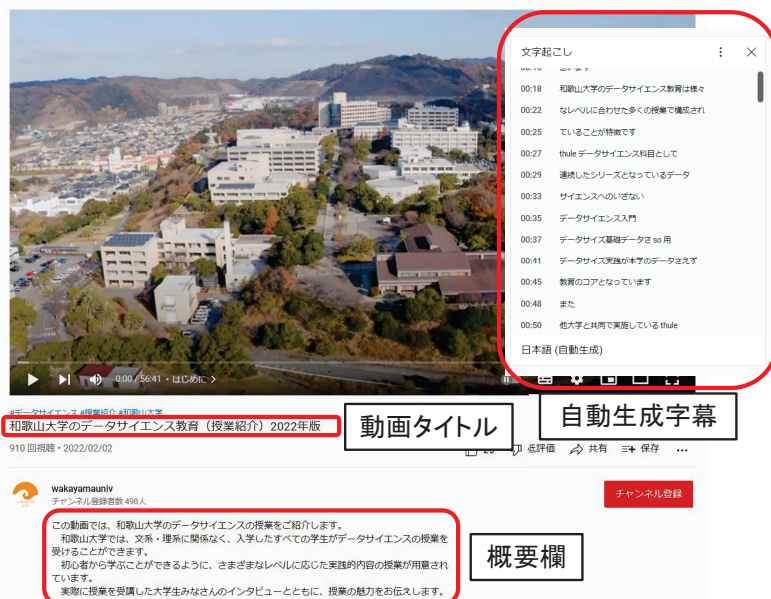 文字起こし
00:18 和歌山大学のデータサイエンス教育は様々
00:22 なレベルに合わせた多くの授業で構成され
00:25 ていることが特徴です
00:27 thule データサイエンス科目として
00:29 連続したシリーズとなっているデータ
00:33 サイエンスへのいざない
00:35 データサイエンス入門
00:37 データサイズ基礎データさ so 用
00:41 データサイズ実践が本学のデータさえず
00:45 教育のコアとなっています
00:48 また
00:50 他大学と共同で実施している thule
日本語 (自動生成)
0:00 / 56:41 • はじめに >
自動生成字幕
#データサイエンス #授業紹介 #和歌山大学
和歌山大学のデータサイエンス教育（授業紹介）2022年版
動画タイトル
910 回視聴・2022/02/02
低評価 共有 保存 ...
wakayamauniv
チャンネル登録者数 498人
チャンネル登録
この動画では、和歌山大学のデータサイエンスの授業をご紹介します。
和歌山大学では、文系・理系に関係なく、入学したすべての学生がデータサイエンスの授業を
受けることができます。
初心者から学ぶことができるように、さまざまなレベルに応じた実践的内容の授業が用意され
ています。
実際に授業を受講した大学生みなさんのインタビューとともに、授業の魅力をお伝えします。
概要欄